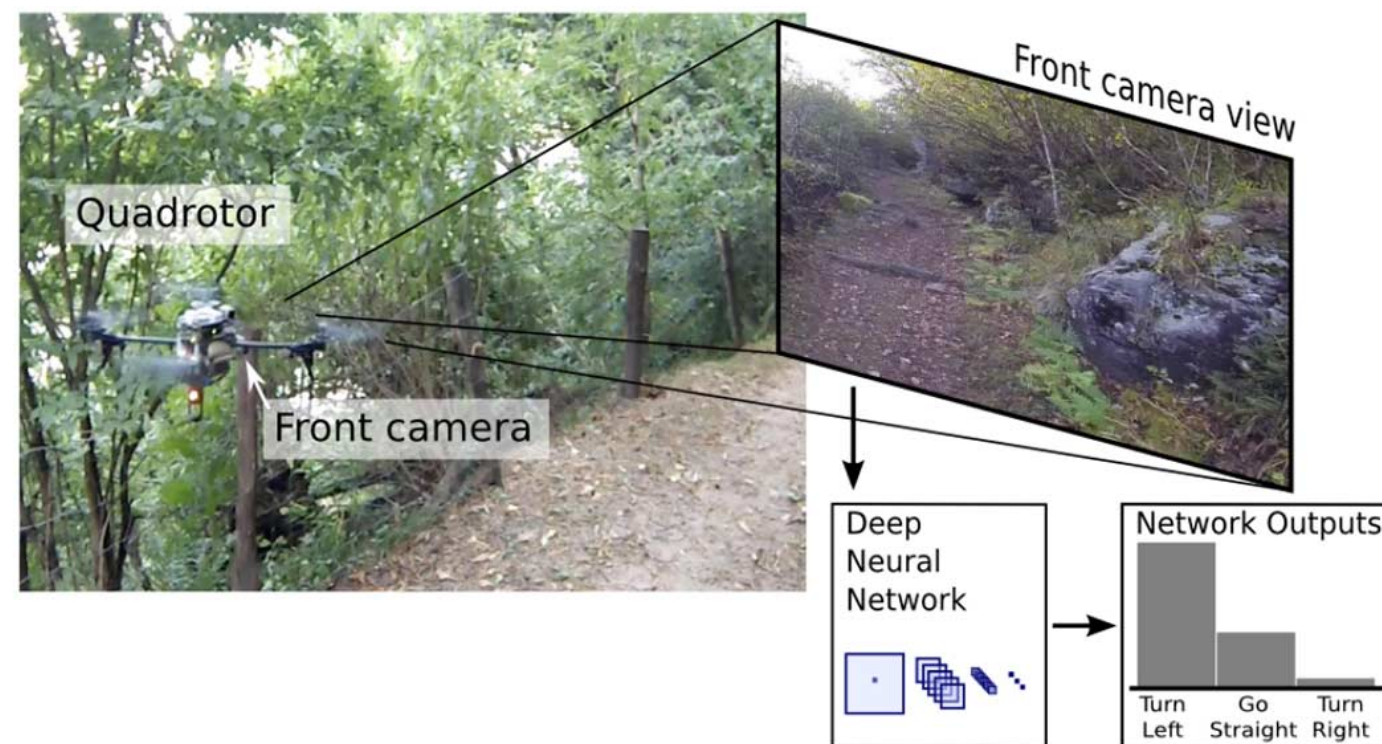 Front camera view
Quadrotor
Front camera
Deep
Neural
Network
Network Outputs
Turn Left
Go Straight
Turn Right